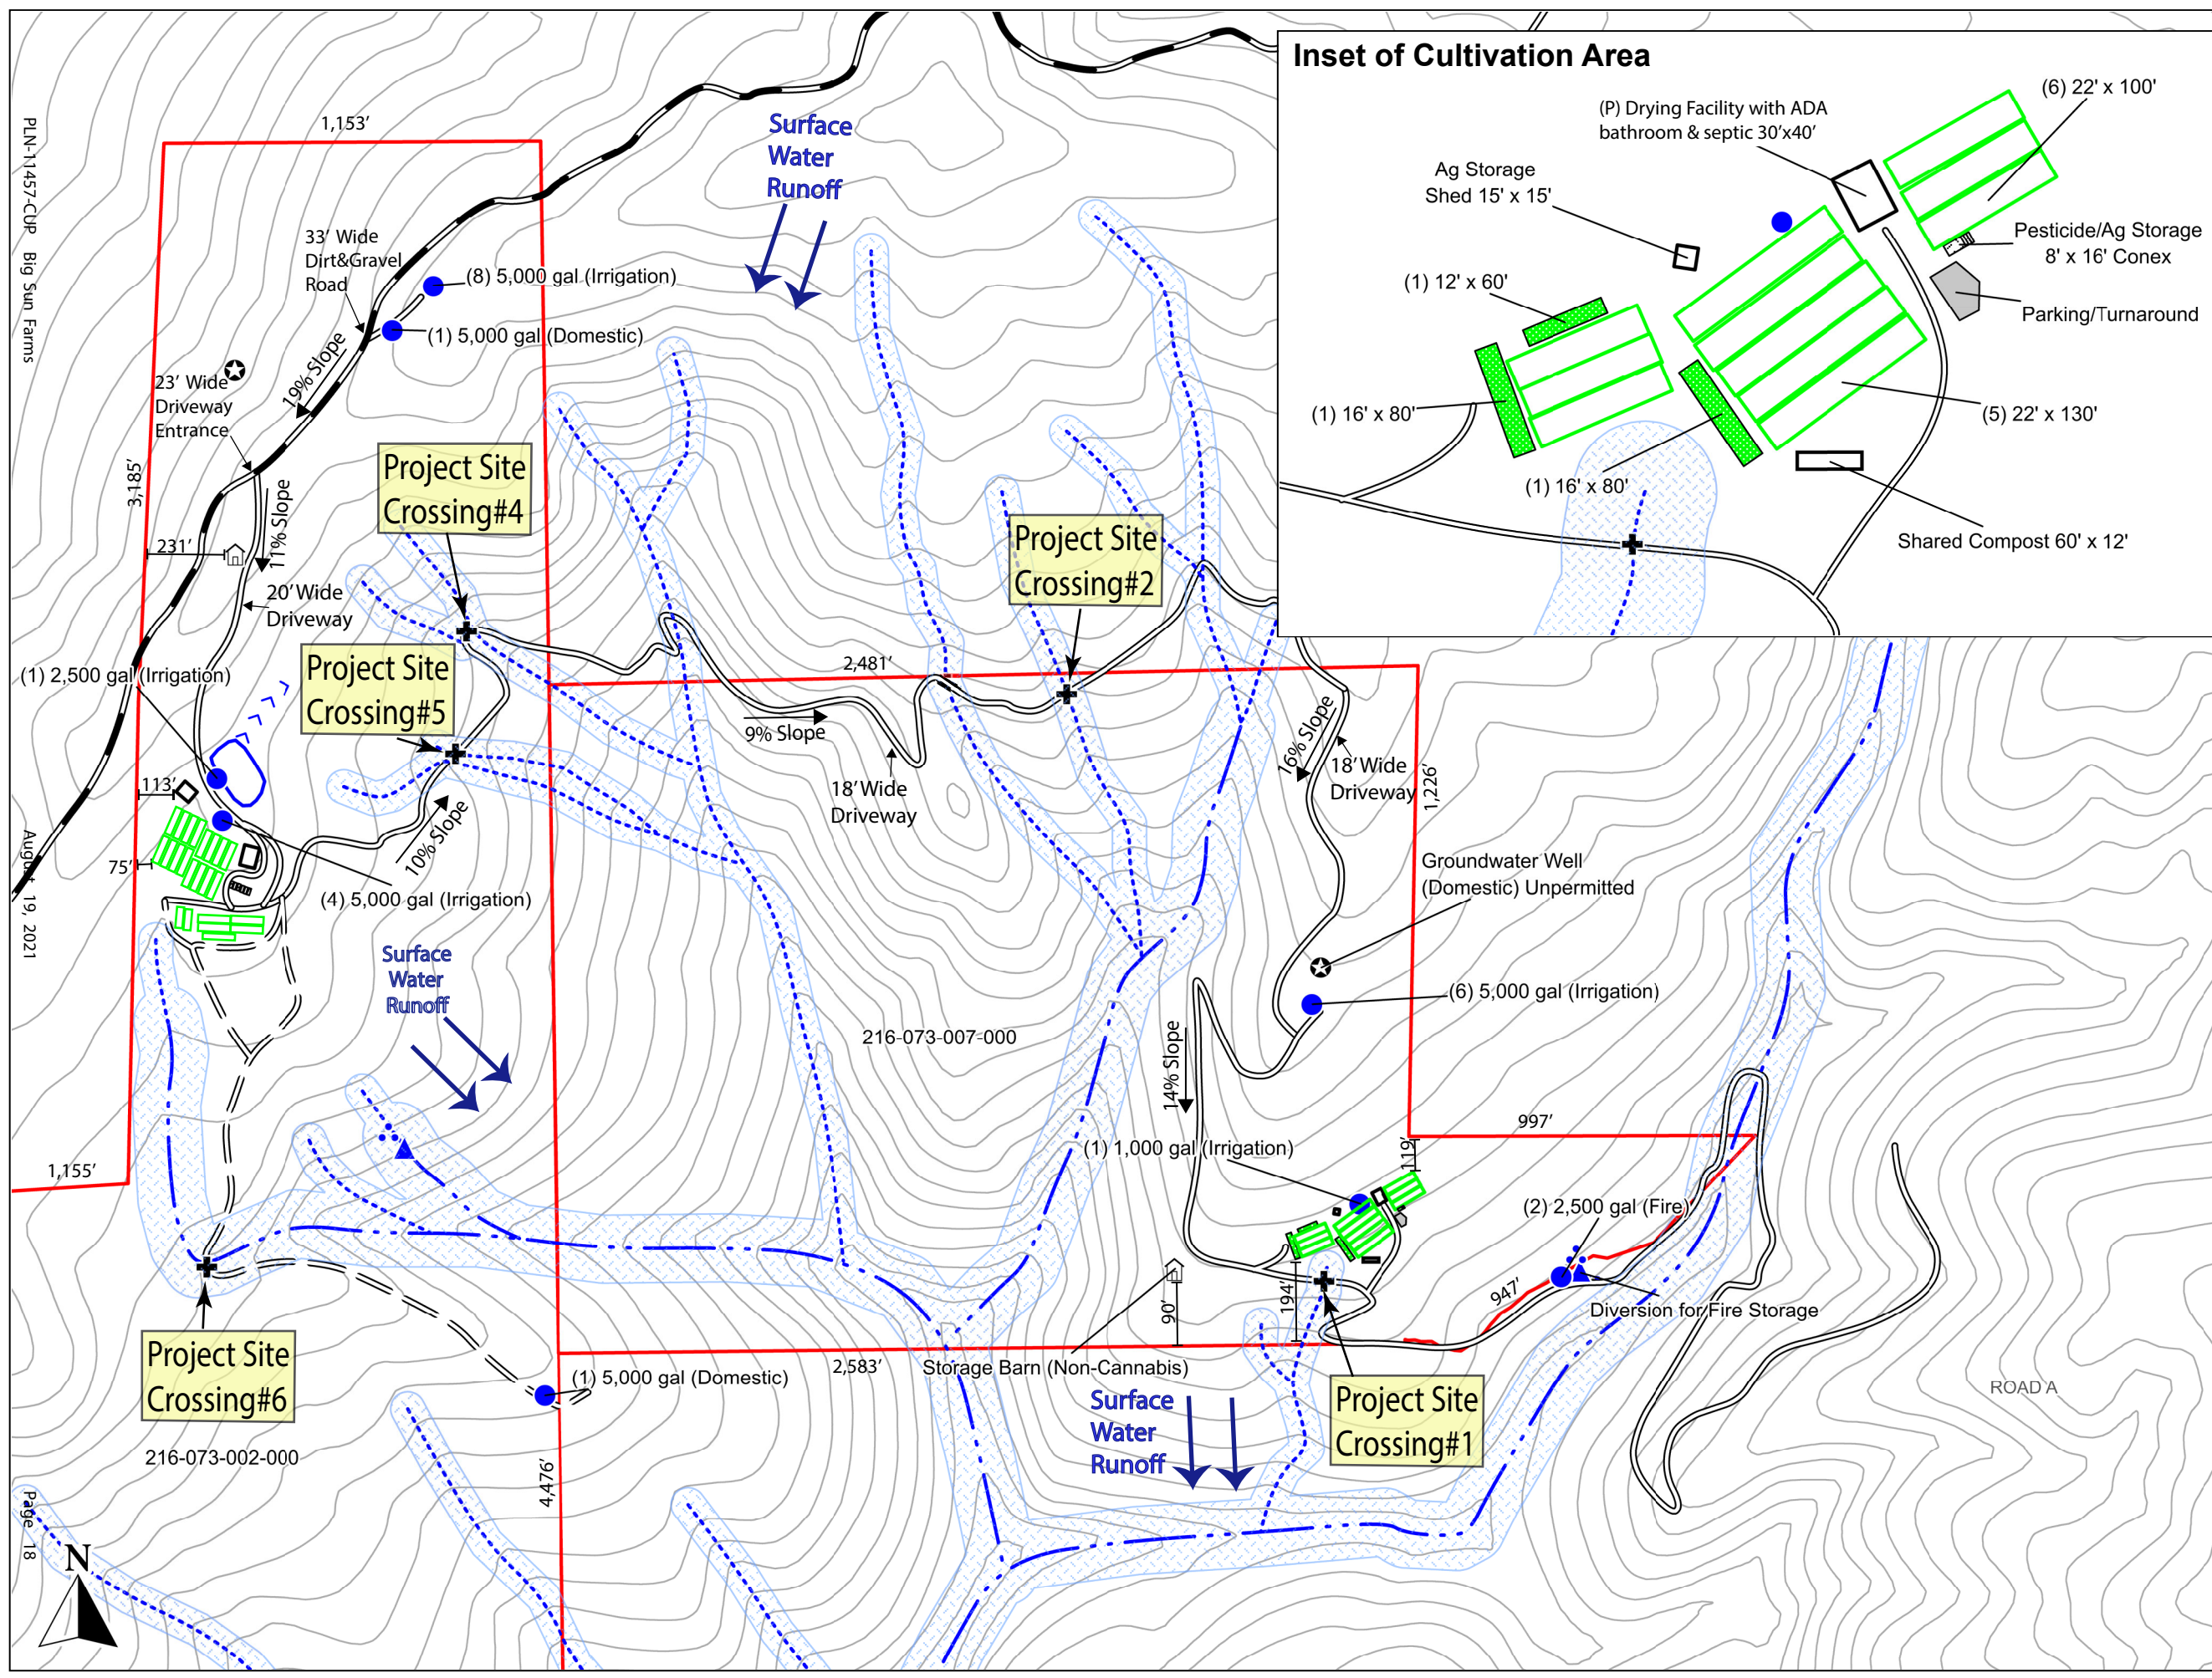 Inset of Cultivation Area
(6) 22' x 100'
(P) Drying Facility with ADA
bathroom & septic 30'x40'
Ag Storage
Shed 15' x 15'
Pesticide/Ag Storage
8' x 16' Conex
(1) 12' x 60'
Parking/Turnaround
(1) 16' x 80'
(5) 22' x 130'
(1) 16' x 80'
Shared Compost 60' x 12'
PLN-11457-CUP Big Sun Farms
August 19, 2021
Page 18
1,153'
Surface
Water
Runoff
33' Wide
Dirt&Gravel
Road
(8) 5,000 gal (Irrigation)
(1) 5,000 gal (Domestic)
19% Slope
23' Wide
Driveway
Entrance
3,185'
11% Slope
231'
20' Wide
Driveway
Project Site
Crossing#4
Project Site
Crossing#2
(1) 2,500 gal (Irrigation)
Project Site
Crossing#5
2,481'
9% Slope
18' Wide
Driveway
16% Slope
18' Wide
Driveway
1,226'
113'
75'
10% Slope
(4) 5,000 gal (Irrigation)
Groundwater Well
(Domestic) Unpermitted
Surface
Water
Runoff
(6) 5,000 gal (Irrigation)
216-073-007-000
14% Slope
997'
(1) 1,000 gal (Irrigation)
119'
1,155'
(2) 2,500 gal (Fire)
947'
Diversion for Fire Storage
194'
90'
Storage Barn (Non-Cannabis)
2,583'
(1) 5,000 gal (Domestic)
Project Site
Crossing#6
Surface
Water
Runoff
Project Site
Crossing#1
ROAD A
216-073-002-000
4,476'
N